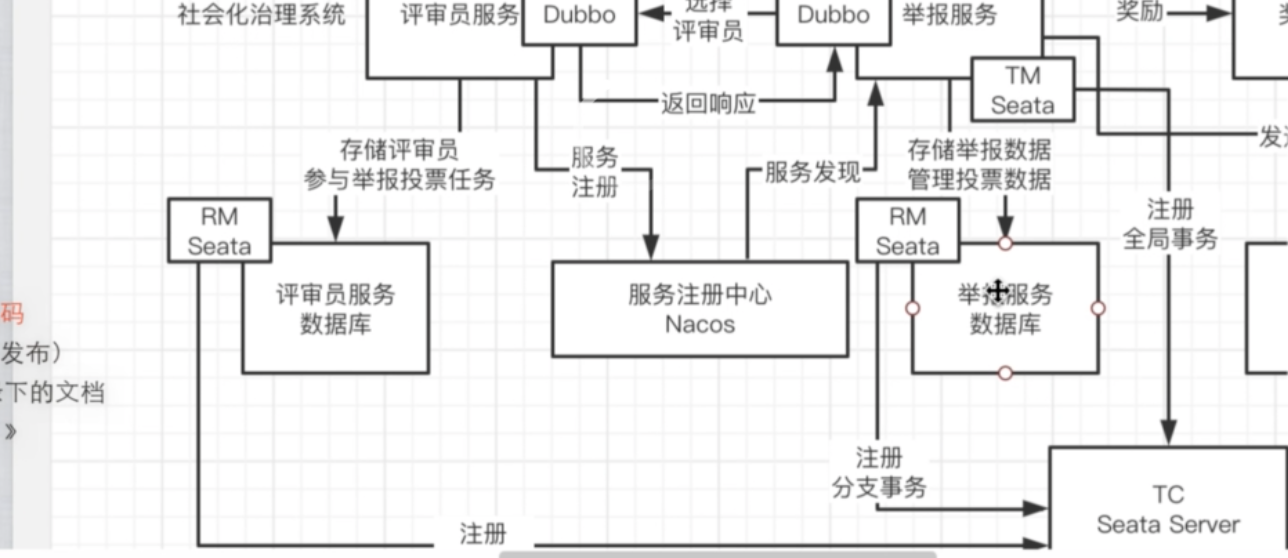 社会化治理系统
评审员服务
Dubbo
选择
评审员
Dubbo
举报服务
奖励
TM
Seata
返回响应
存储评审员
参与举报投票任务
服务
注册
服务发现
存储举报数据
管理投票数据
RM
Seata
RM
Seata
注册
全局事务
评审员服务
数据库
服务注册中心
Nacos
举报服务
数据库
码
发布）
下的文档
》
注册
分支事务
TC
Seata Server
注册